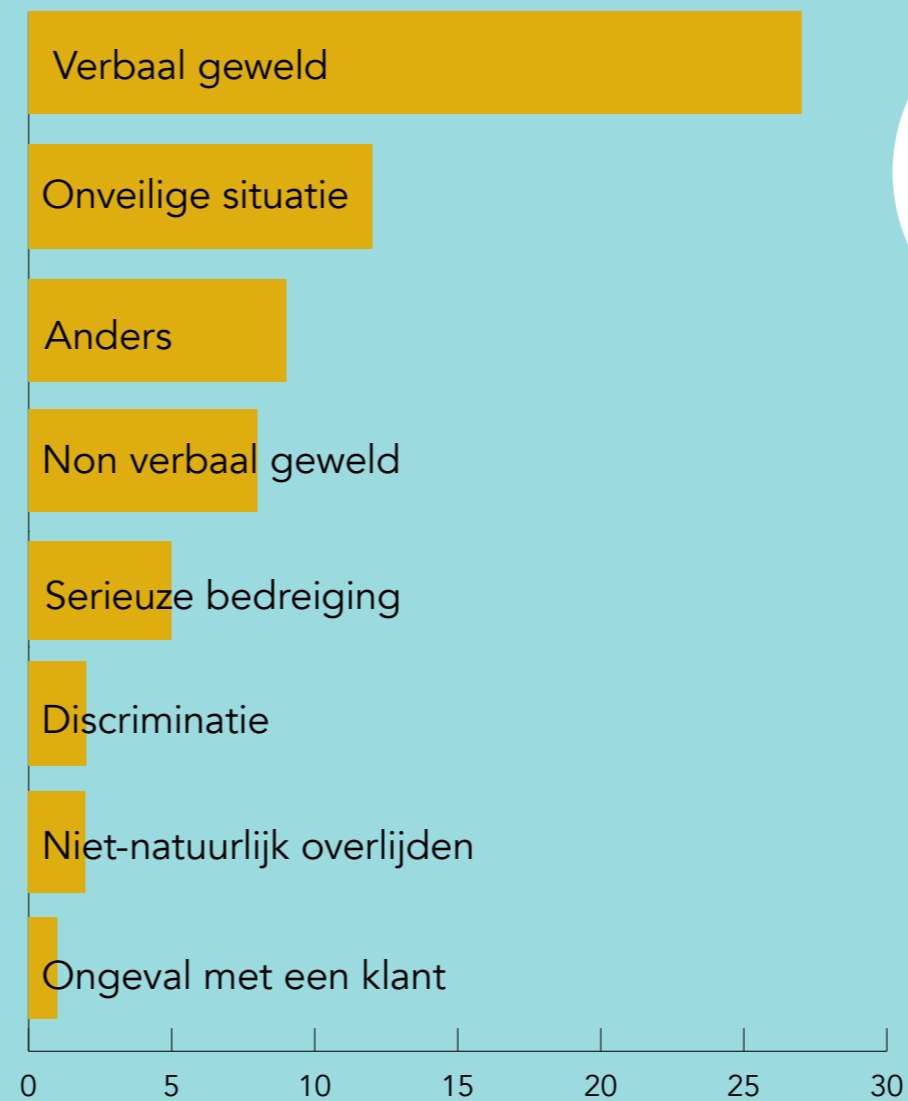 Verbaal geweld
Onveilige situatie
Anders
Non verbaal geweld
Serieuze bedreiging
Discriminatie
Niet-natuurlijk overlijden
Ongeval met een klant
0 5 10 15 20 25 30